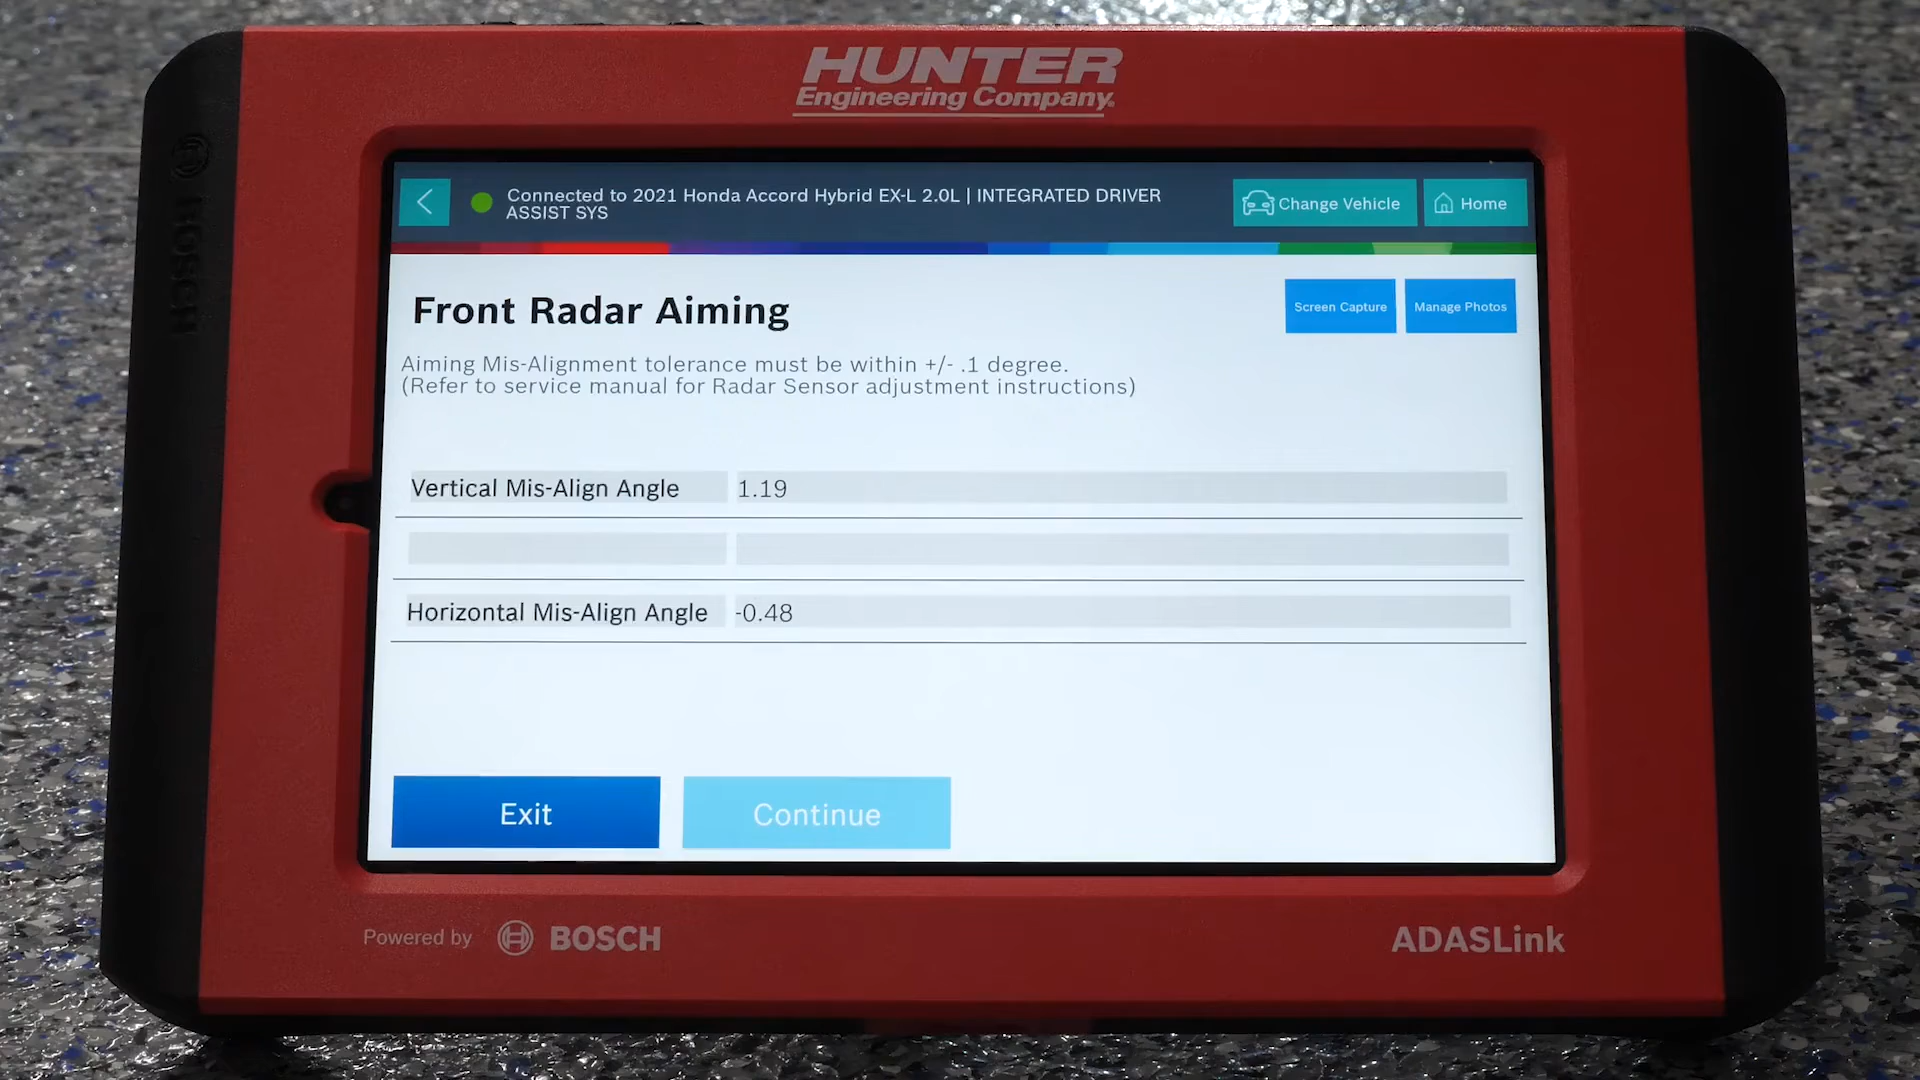 HUNTER
Engineering Company
Connected to 2021 Honda Accord Hybrid EX-L 2.0L | INTEGRATED DRIVER
ASSIST SYS
Change Vehicle
Home
Front Radar Aiming
Screen Capture
Manage Photos
Aiming Mis-Alignment tolerance must be within +/- .1 degree.
(Refer to service manual for Radar Sensor adjustment instructions)
Vertical Mis-Align Angle 1.19
Horizontal Mis-Align Angle -0.48
Exit
Continue
Powered by BOSCH
ADASLink
BOSCH